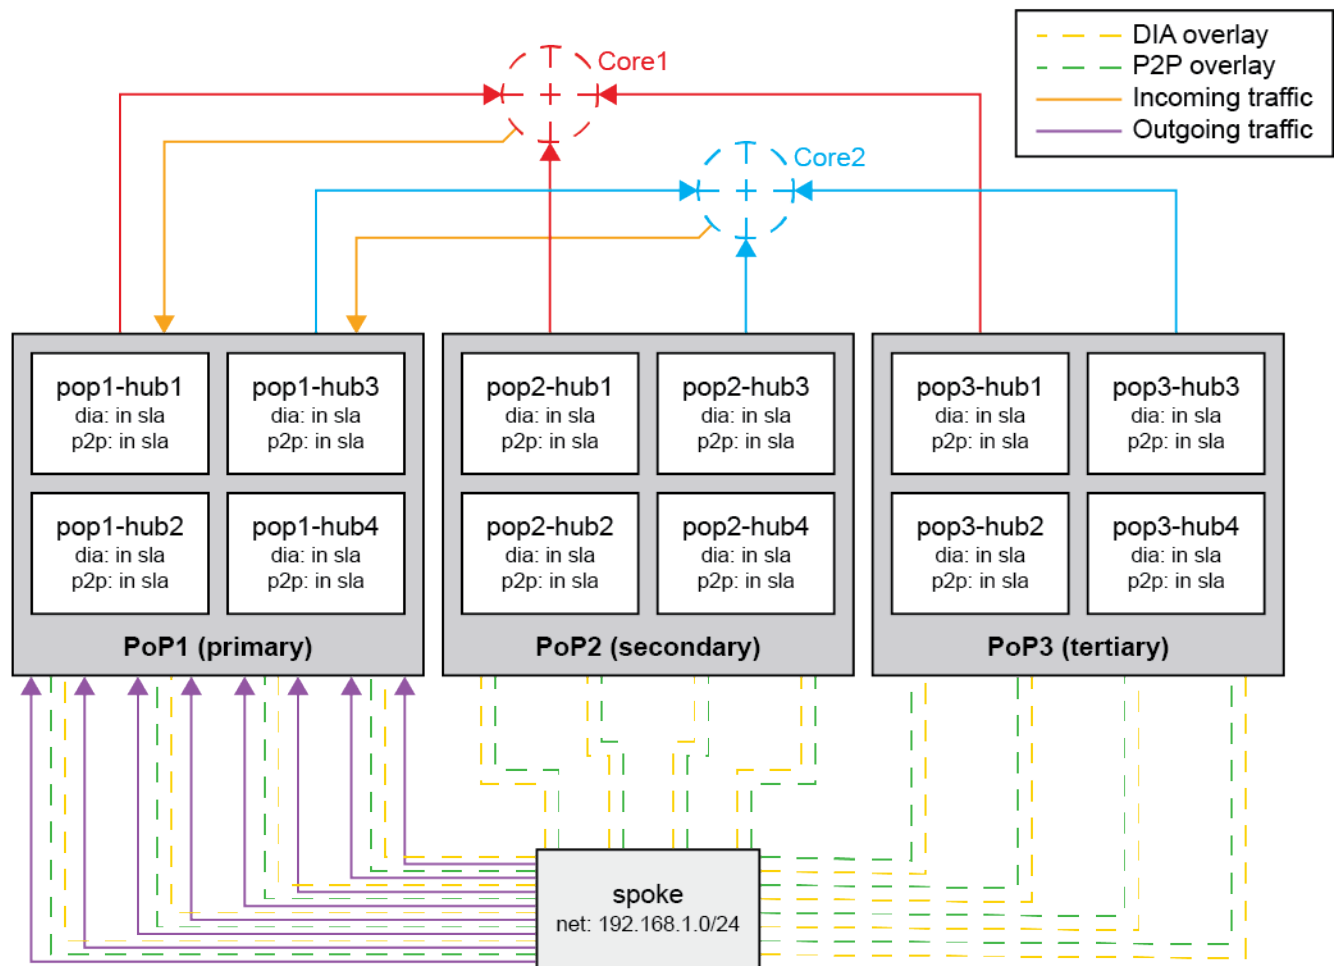 DIA overlay
P2P overlay
Incoming traffic
Outgoing traffic
Core1
Core2
pop1-hub1
dia: in sla
p2p: in sla
pop1-hub3
dia: in sla
p2p: in sla
pop1-hub2
dia: in sla
p2p: in sla
pop1-hub4
dia: in sla
p2p: in sla
PoP1 (primary)
pop2-hub1
dia: in sla
p2p: in sla
pop2-hub3
dia: in sla
p2p: in sla
pop2-hub2
dia: in sla
p2p: in sla
pop2-hub4
dia: in sla
p2p: in sla
PoP2 (secondary)
pop3-hub1
dia: in sla
p2p: in sla
pop3-hub3
dia: in sla
p2p: in sla
pop3-hub2
dia: in sla
p2p: in sla
pop3-hub4
dia: in sla
p2p: in sla
PoP3 (tertiary)
spoke
net: 192.168.1.0/24